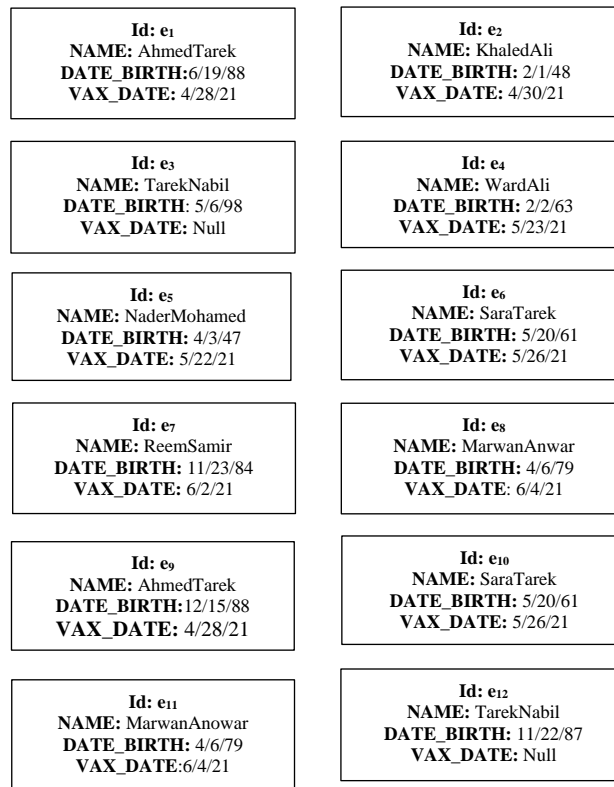 Id: e1
NAME: AhmedTarek
DATE_BIRTH:6/19/88
VAX_DATE: 4/28/21
Id: e2
NAME: KhaledAli
DATE_BIRTH: 2/1/48
VAX_DATE: 4/30/21
Id: e3
NAME: TarekNabil
DATE_BIRTH: 5/6/98
VAX_DATE: Null
Id: e4
NAME: WardAli
DATE_BIRTH: 2/2/63
VAX_DATE: 5/23/21
Id: e5
NAME: NaderMohamed
DATE_BIRTH: 4/3/47
VAX_DATE: 5/22/21
Id: e6
NAME: SaraTarek
DATE_BIRTH: 5/20/61
VAX_DATE: 5/26/21
Id: e7
NAME: ReemSamir
DATE_BIRTH: 11/23/84
VAX_DATE: 6/2/21
Id: e8
NAME: MarwanAnwar
DATE_BIRTH: 4/6/79
VAX_DATE: 6/4/21
Id: e9
NAME: AhmedTarek
DATE_BIRTH:12/15/88
VAX_DATE: 4/28/21
Id: e10
NAME: SaraTarek
DATE_BIRTH: 5/20/61
VAX_DATE: 5/26/21
Id: e11
NAME: MarwanAnowar
DATE_BIRTH: 4/6/79
VAX_DATE:6/4/21
Id: e12
NAME: TarekNabil
DATE_BIRTH: 11/22/87
VAX_DATE: Null